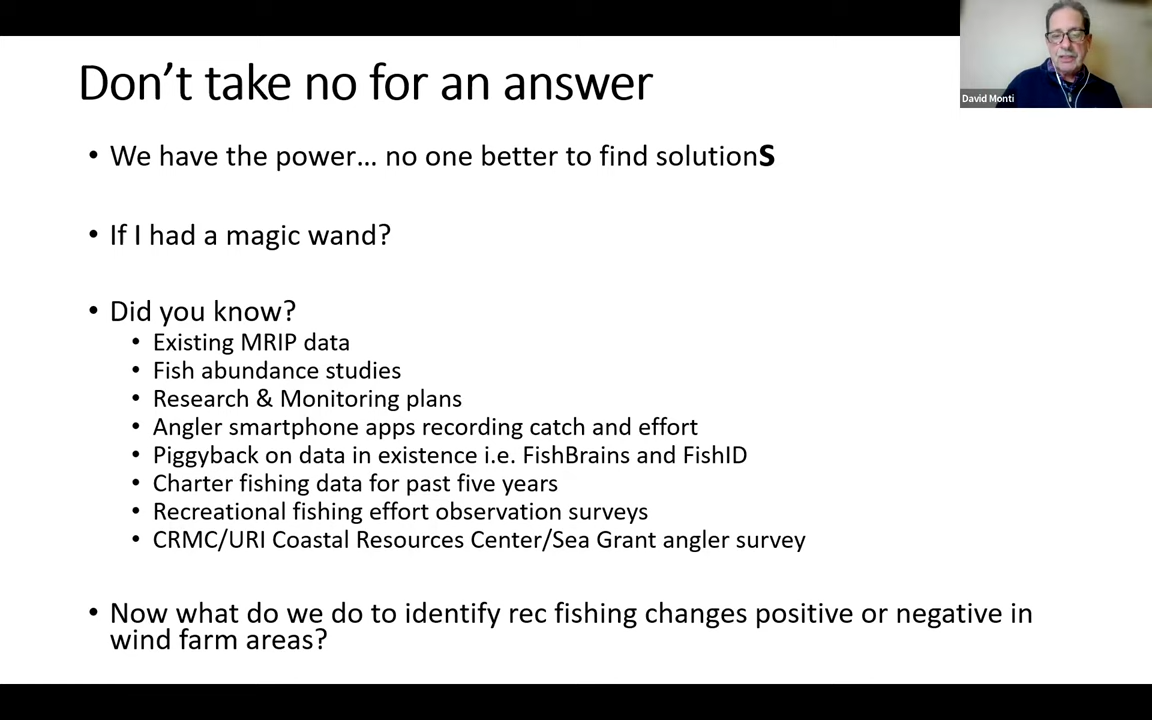 Don't take no for an answer
David Monti
• We have the power... no one better to find solutionS
• If I had a magic wand?
• Did you know?
• Existing MRIP data
• Fish abundance studies
• Research & Monitoring plans
• Angler smartphone apps recording catch and effort
• Piggyback on data in existence i.e. FishBrains and FishID
• Charter fishing data for past five years
• Recreational fishing effort observation surveys
• CRMC/URI Coastal Resources Center/Sea Grant angler survey
• Now what do we do to identify rec fishing changes positive or negative in
wind farm areas?